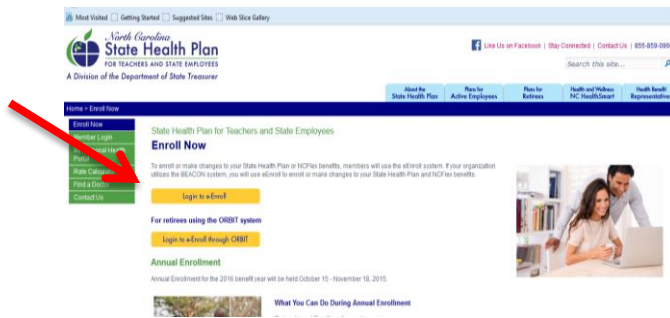 Most Visited Getting Started Suggested Sites Web Slice Gallery
North Carolina
State Health Plan
FOR TEACHERS AND STATE EMPLOYEES
A Division of the Department of State Treasurer
Like Us on Facebook | Stay Connected | Contact Us | 855-859-096
Search this site...
About the State Health Plan
Plans for Active Employees
Plans for Retirees
Health and Wellness NC HealthSmart
Health Benefit Representative
Home > Enroll Now
Enroll Now
Member Login
Health
Portal
Rate
Find a Doctor
Contact Us
State Health Plan for Teachers and State Employees
Enroll Now
To enroll or make changes to your State Health Plan or NCFlex benefits, members will use the eEnroll system. If your organization
utilizes the BEACON system, you will use eEnroll to enroll or make changes to your State Health Plan and NCFlex benefits.
Login to eEnroll
For retirees using the ORBIT system
Login to eEnroll through ORBIT
Annual Enrollment
Annual Enrollment for the 2016 benefit year will be held October 15 - November 18, 2015.
What You Can Do During Annual Enrollment